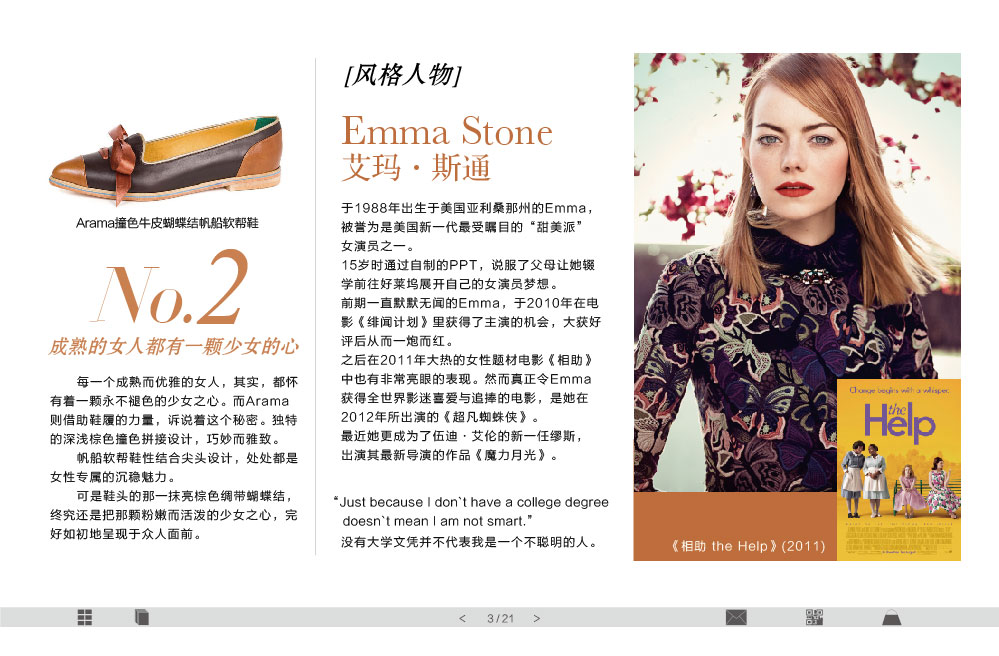 Arama撞色牛皮蝴蝶结帆船软帮鞋
No.2
成熟的女人都有一颗少女的心
每一个成熟而优雅的女人，其实，都怀
有着一颗永不褪色的少女之心。而Arama
则借助鞋履的力量，诉说着这个秘密。独特
的深浅棕色撞色拼接设计，巧妙而雅致。
帆船软帮鞋性结合尖头设计，处处都是
女性专属的沉稳魅力。
可是鞋头的那一抹亮棕色绸带蝴蝶结，
终究还是把那颗粉嫩而活泼的少女之心，完
好如初地呈现于众人面前。
[风格人物]
Emma Stone
艾玛·斯通
于1988年出生于美国亚利桑那州的Emma，
被誉为是美国新一代最受瞩目的“甜美派”
女演员之一。
15岁时通过自制的PPT，说服了父母让她辍
学前往好莱坞展开自己的女演员梦想。
前期一直默默无闻的Emma，于2010年在电
影《绯闻计划》里获得了主演的机会，大获好
评后从而一炮而红。
之后在2011年大热的女性题材电影《相助》
中也有非常亮眼的表现。然而真正令Emma
获得全世界影迷喜爱与追捧的电影，是她在
2012年所出演的《超凡蜘蛛侠》。
最近她更成为了伍迪·艾伦的新一任缪斯，
出演其最新导演的作品《魔力月光》。
“Just because I don`t have a college degree
doesn`t mean I am not smart.”
没有大学文凭并不代表我是一个不聪明的人。
Change begins with a whisper.
the
Help
《相助 the Help》(2011)
< 3/21 >